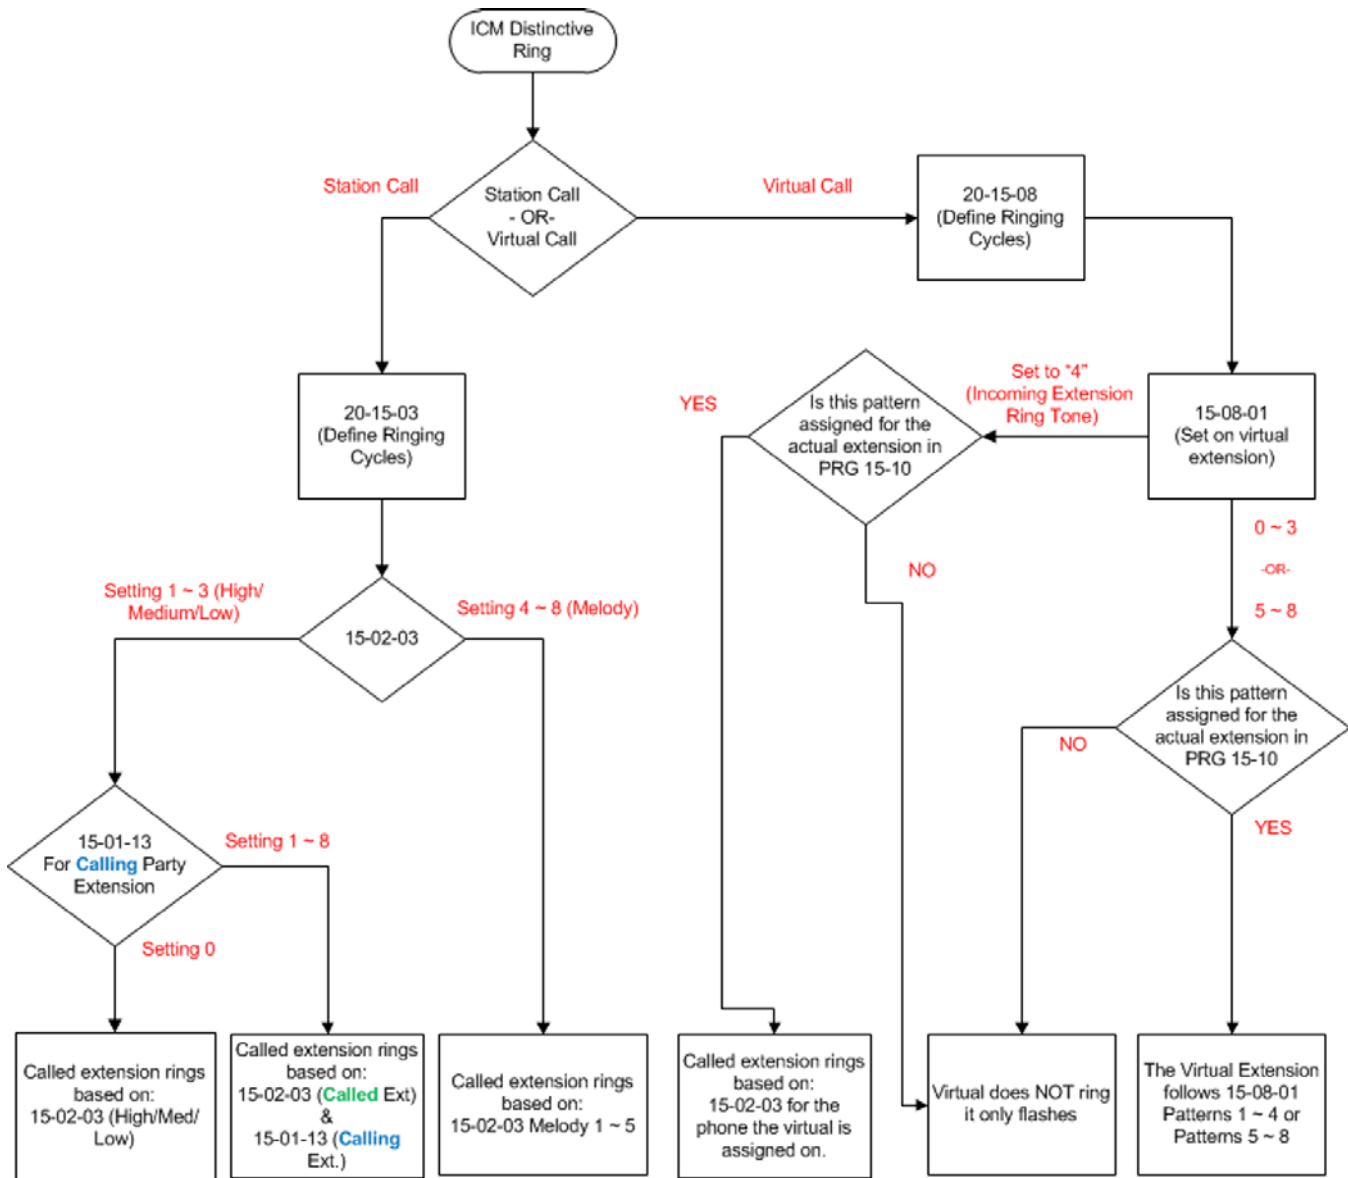 ICM Distinctive
Ring
Station Call
Station Call
- OR-
Virtual Call
Virtual Call
20-15-08
(Define Ringing
Cycles)
20-15-03
(Define Ringing
Cycles)
YES
Is this pattern
assigned for the
actual extension in
PRG 15-10
Set to "4"
(Incoming Extension
Ring Tone)
15-08-01
(Set on virtual
extension)
0 ~ 3
-OR-
5 ~ 8
NO
Setting 1 ~ 3 (High/
Medium/Low)
15-02-03
Setting 4 ~ 8 (Melody)
Is this pattern
assigned for the
actual extension in
PRG 15-10
NO
YES
15-01-13
For Calling Party
Extension
Setting 1 ~ 8
Setting 0
Called extension rings
based on:
15-02-03 (High/Med/
Low)
Called extension rings
based on:
15-02-03 (Called Ext)
&
15-01-13 (Calling
Ext.)
Called extension rings
based on:
15-02-03 Melody 1 ~ 5
Called extension rings
based on:
15-02-03 for the
phone the virtual is
assigned on.
Virtual does NOT ring
it only flashes
The Virtual Extension
follows 15-08-01
Patterns 1 ~ 4 or
Patterns 5 ~ 8